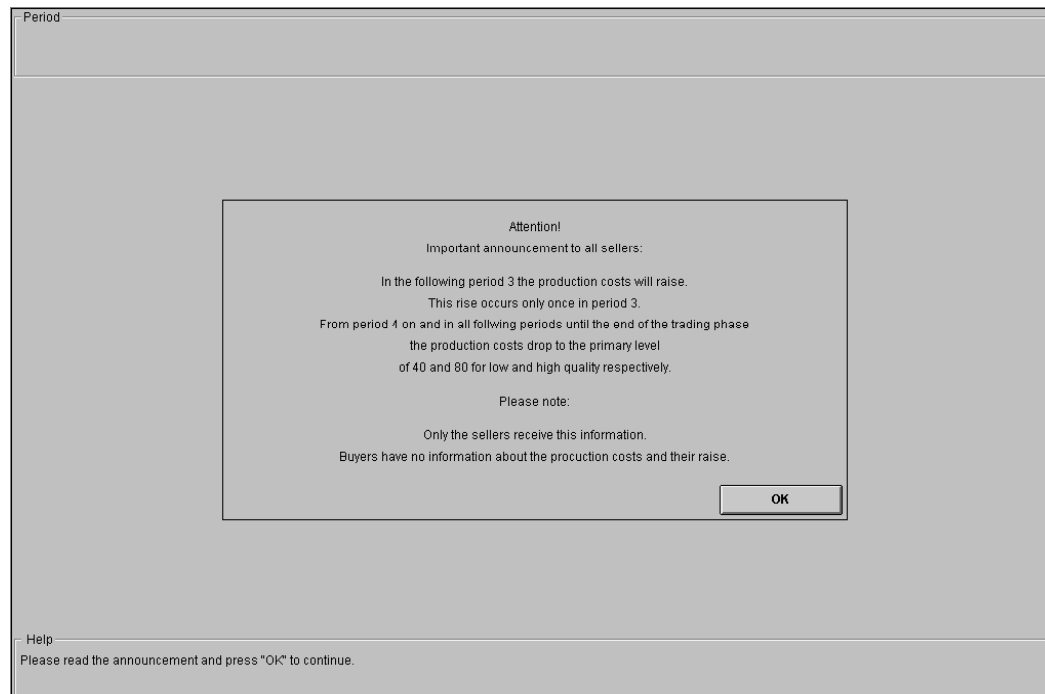 Period
Attention!
Important announcement to all sellers:
In the following period 3 the production costs will raise.
This rise occurs only once in period 3.
From period 4 on and in all follwing periods until the end of the trading phase
the production costs drop to the primary level
of 40 and 80 for low and high quality respectively.
Please note:
Only the sellers receive this information.
Buyers have no information about the procuction costs and their raise.
OK
Help
Please read the announcement and press "OK" to continue.